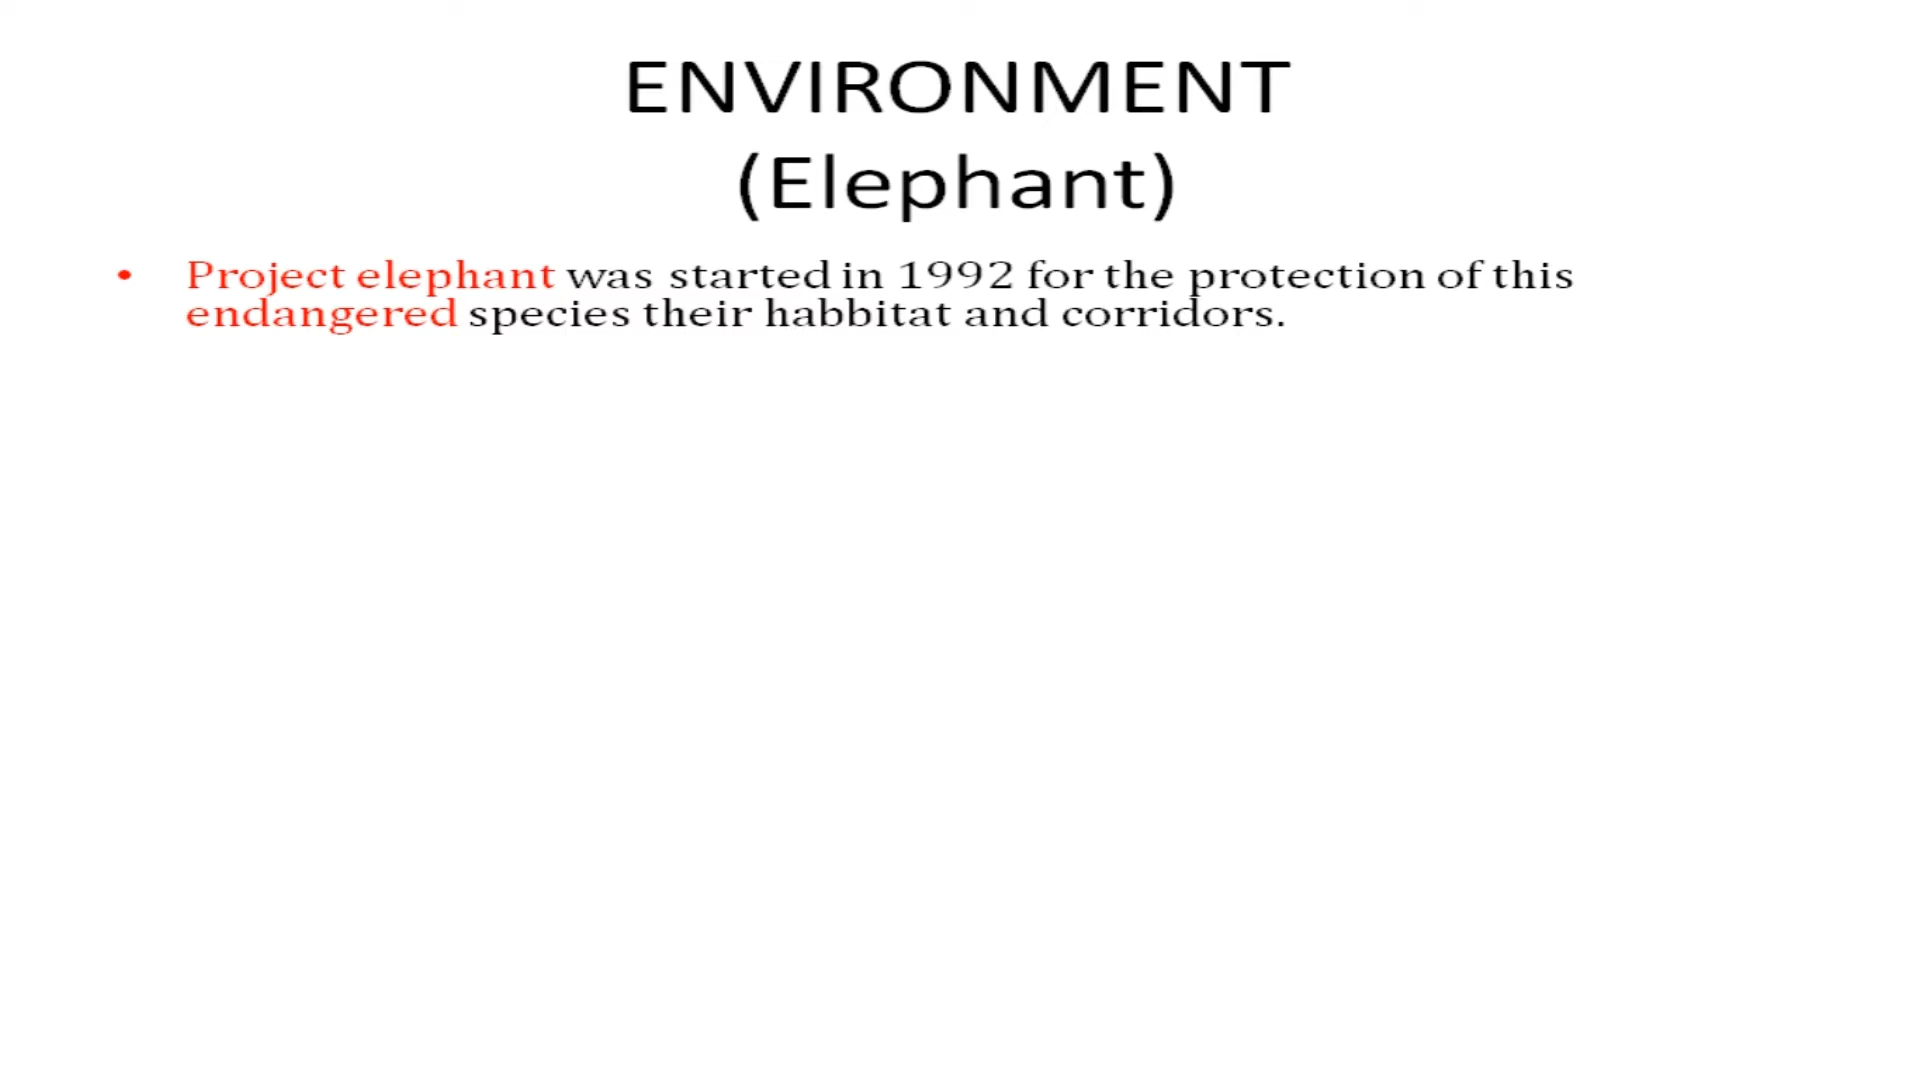 ENVIRONMENT
(Elephant)
• Project elephant was started in 1992 for the protection of this
endangered species their habbitat and corridors.